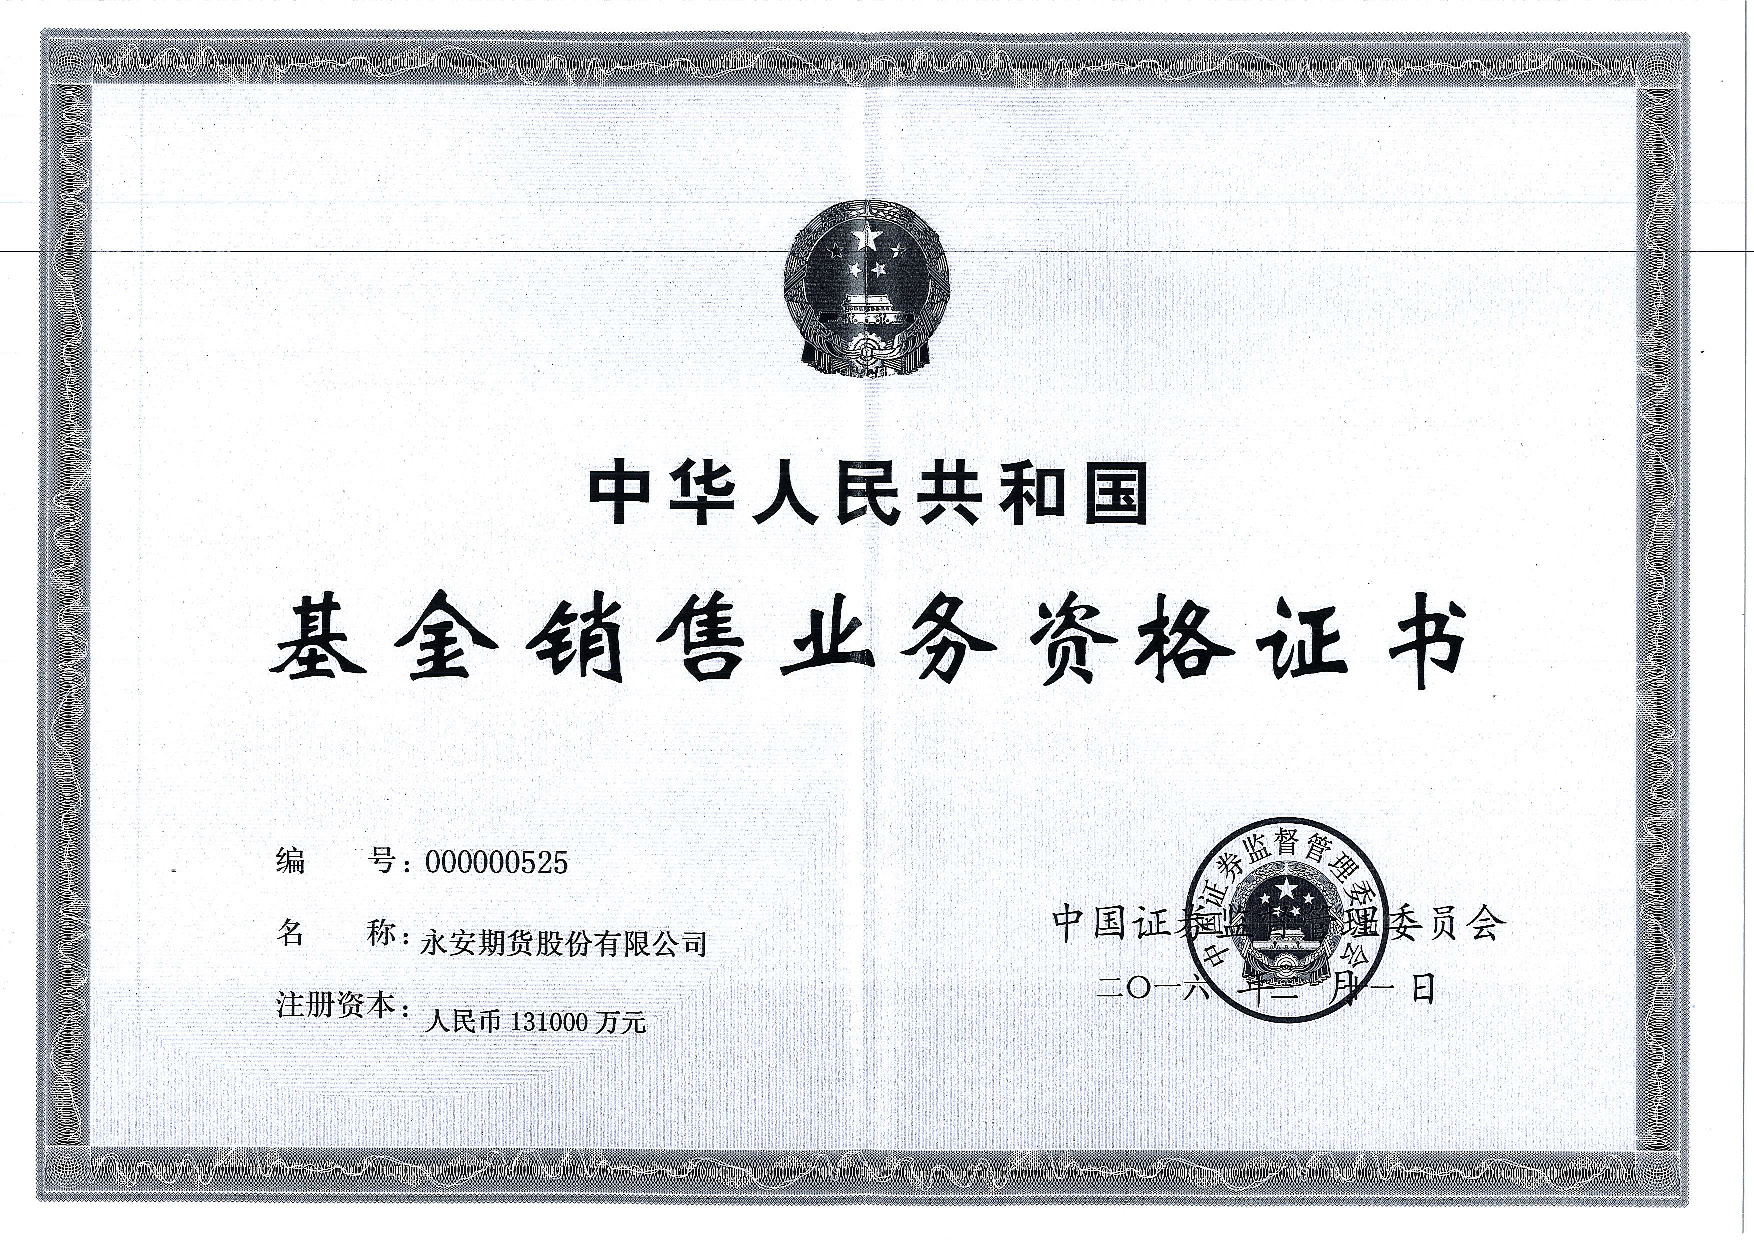 中华人民共和国
基金销售业务资格证书
编 号:000000525
名 称:永安期货股份有限公司
注册资本:人民币 131000 万元
中国证券监督管理委员会
中国证券监督管理委员会
二〇一六 年二 月十一 日